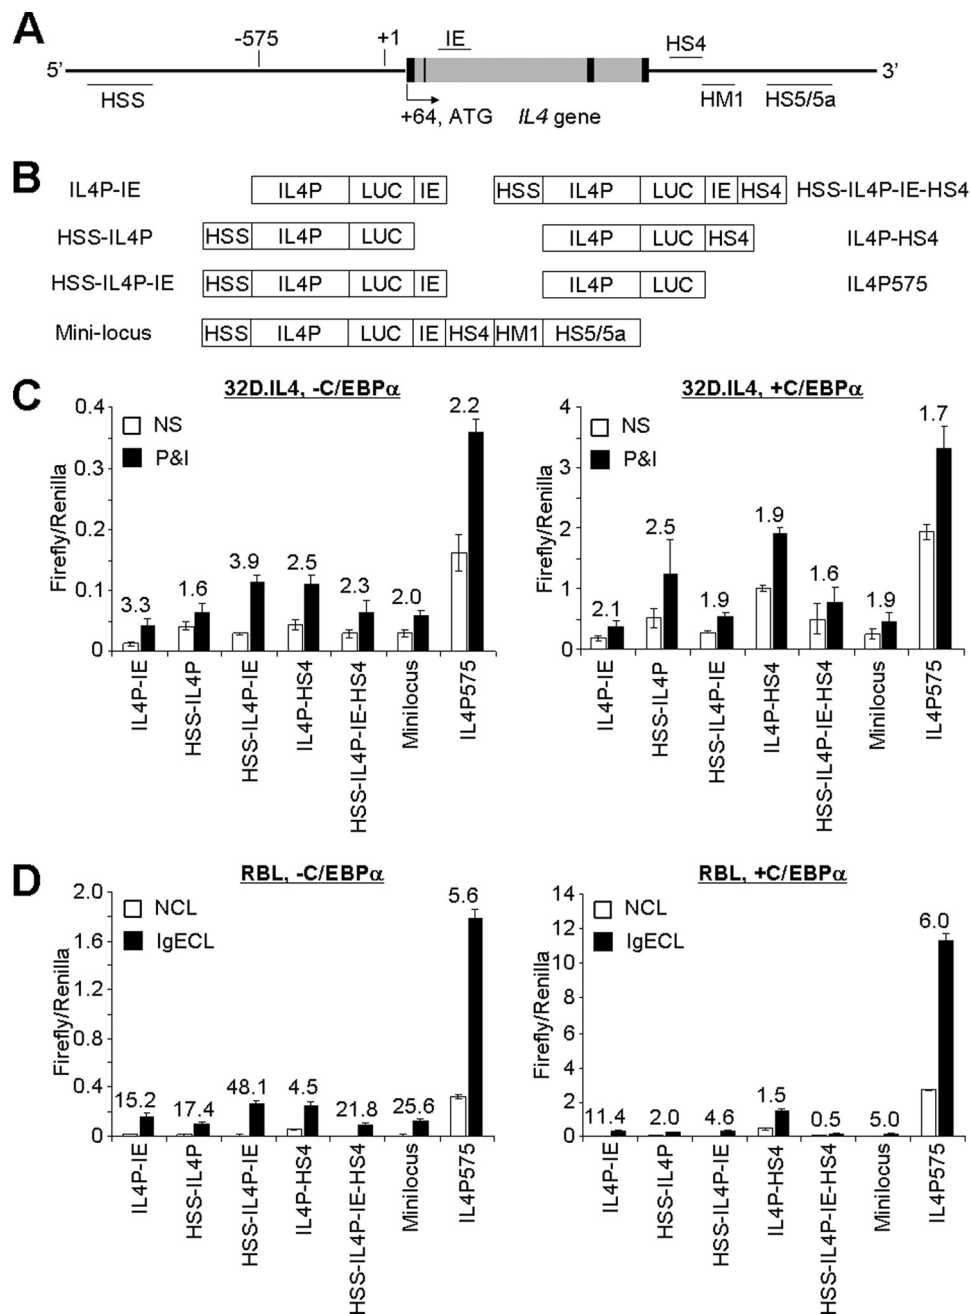 A
-575
+1
IE
HS4
5’
3’
HSS
HM1
HS5/5a
+64, ATG
IL4 gene
B
IL4P-IE
IL4P LUC IE
HSS IL4P LUC IE HS4
HSS-IL4P-IE-HS4
HSS-IL4P
HSS IL4P LUC
IL4P LUC HS4
IL4P-HS4
HSS-IL4P-IE
HSS IL4P LUC IE
IL4P LUC
IL4P575
Mini-locus
HSS IL4P LUC IE HS4 HM1 HS5/5a
C
32D.IL4, -C/EBPα
NS
P&I
Firefly/Renilla
0.4
0.3
0.2
0.1
0
3.3
1.6
3.9
2.5
2.3
2.0
2.2
IL4P-IE
HSS-IL4P
HSS-IL4P-IE
IL4P-HS4
HSS-IL4P-IE-HS4
Minilocus
IL4P575
32D.IL4, +C/EBPα
NS
P&I
Firefly/Renilla
4
3
2
1
0
2.1
2.5
1.9
1.9
1.6
1.9
1.7
IL4P-IE
HSS-IL4P
HSS-IL4P-IE
IL4P-HS4
HSS-IL4P-IE-HS4
Minilocus
IL4P575
D
RBL, -C/EBPα
NCL
IgECL
Firefly/Renilla
2.0
1.6
1.2
0.8
0.4
0
15.2
17.4
48.1
4.5
21.8
25.6
5.6
IL4P-IE
HSS-IL4P
HSS-IL4P-IE
IL4P-HS4
HSS-IL4P-IE-HS4
Minilocus
IL4P575
RBL, +C/EBPα
NCL
IgECL
Firefly/Renilla
14
12
10
8
6
4
2
0
11.4
2.0
4.6
1.5
0.5
5.0
6.0
IL4P-IE
HSS-IL4P
HSS-IL4P-IE
IL4P-HS4
HSS-IL4P-IE-HS4
Minilocus
IL4P575